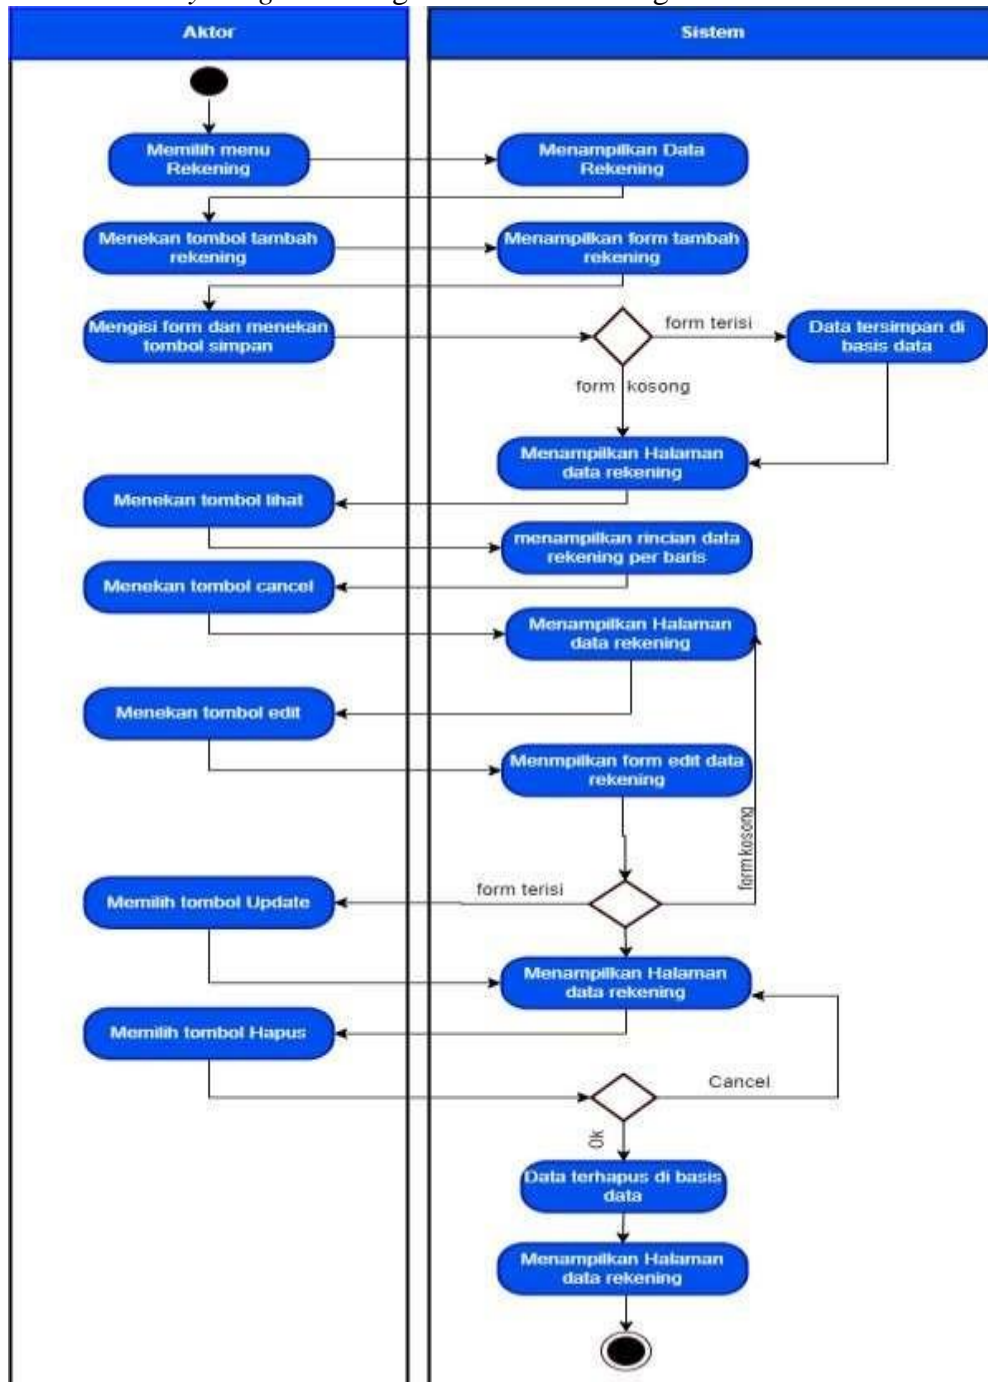 Aktor
Sistem
Memilih menu
Rekening
Menampilkan Data
Rekening
Menekan tombol tambah
rekening
Menampilkan form tambah
rekening
Mengisi form dan menekan
tombol simpan
form terisi
Data tersimpan di
basis data
form kosong
Menampilkan Halaman
data rekening
Menekan tombol lihat
menampilkan rincian data
rekening per baris
Menekan tombol cancel
Menampilkan Halaman
data rekening
Menekan tombol edit
Menmpilkan form edit data
rekening
form kosong
form terisi
Memilih tombol Update
Menampilkan Halaman
data rekening
Memilih tombol Hapus
Cancel
Ok
Data terhapus di basis
data
Menampilkan Halaman
data rekening